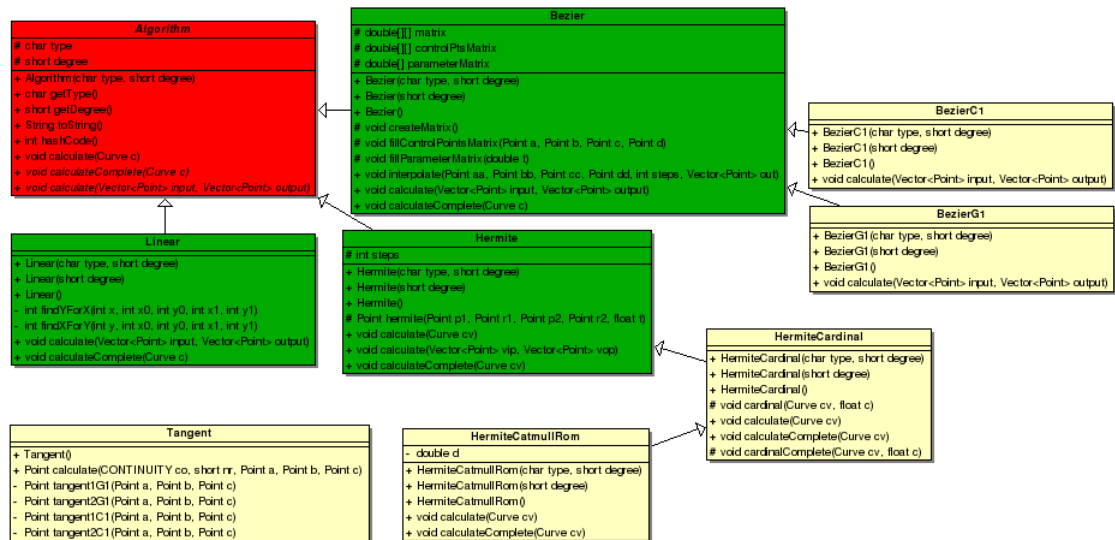 Algorithm
# char type
# short degree
+ Algorithm(char type, short degree)
+ char getType()
+ short getDegree()
+ String toString()
+ int hashCode()
+ void calculate(Curve c)
+ void calculateComplete(Curve c)
+ void calculate(Vector<Point> input, Vector<Point> output)
Bezier
# double[][] matrix
# double[][] controlPtsMatrix
# double[] parameterMatrix
+ Bezier(char type, short degree)
+ Bezier(short degree)
+ Bezier()
# void createMatrix()
# void fillControlPointsMatrix(Point a, Point b, Point c, Point d)
# void fillParameterMatrix(double t)
+ void interpolate(Point aa, Point bb, Point cc, Point dd, int steps, Vector<Point> out)
+ void calculate(Vector<Point> input, Vector<Point> output)
+ void calculateComplete(Curve c)
BezierC1
+ BezierC1(char type, short degree)
+ BezierC1(short degree)
+ BezierC1()
+ void calculate(Vector<Point> input, Vector<Point> output)
BezierG1
+ BezierG1(char type, short degree)
+ BezierG1(short degree)
+ BezierG1()
+ void calculate(Vector<Point> input, Vector<Point> output)
Linear
+ Linear(char type, short degree)
+ Linear(short degree)
+ Linear()
- int findYForX(int x, int x0, int y0, int x1, int y1)
- int findXForY(int y, int x0, int y0, int x1, int y1)
+ void calculate(Vector<Point> input, Vector<Point> output)
+ void calculateComplete(Curve c)
Hermite
# int steps
+ Hermite(char type, short degree)
+ Hermite(short degree)
+ Hermite()
# Point hermite(Point p1, Point r1, Point p2, Point r2, float t)
+ void calculate(Curve cv)
+ void calculate(Vector<Point> vip, Vector<Point> vop)
+ void calculateComplete(Curve cv)
HermiteCardinal
+ HermiteCardinal(char type, short degree)
+ HermiteCardinal(short degree)
+ HermiteCardinal()
# void cardinal(Curve cv, float c)
+ void calculate(Curve cv)
+ void calculateComplete(Curve cv)
# void cardinalComplete(Curve cv, float c)
Tangent
+ Tangent()
+ Point calculate(CONTINUITY co, short nr, Point a, Point b, Point c)
- Point tangent1G1(Point a, Point b, Point c)
- Point tangent2G1(Point a, Point b, Point c)
- Point tangent1C1(Point a, Point b, Point c)
- Point tangent2C1(Point a, Point b, Point c)
HermiteCatmullRom
- double d
+ HermiteCatmullRom(char type, short degree)
+ HermiteCatmullRom(short degree)
+ HermiteCatmullRom()
+ void calculate(Curve cv)
+ void calculateComplete(Curve cv)